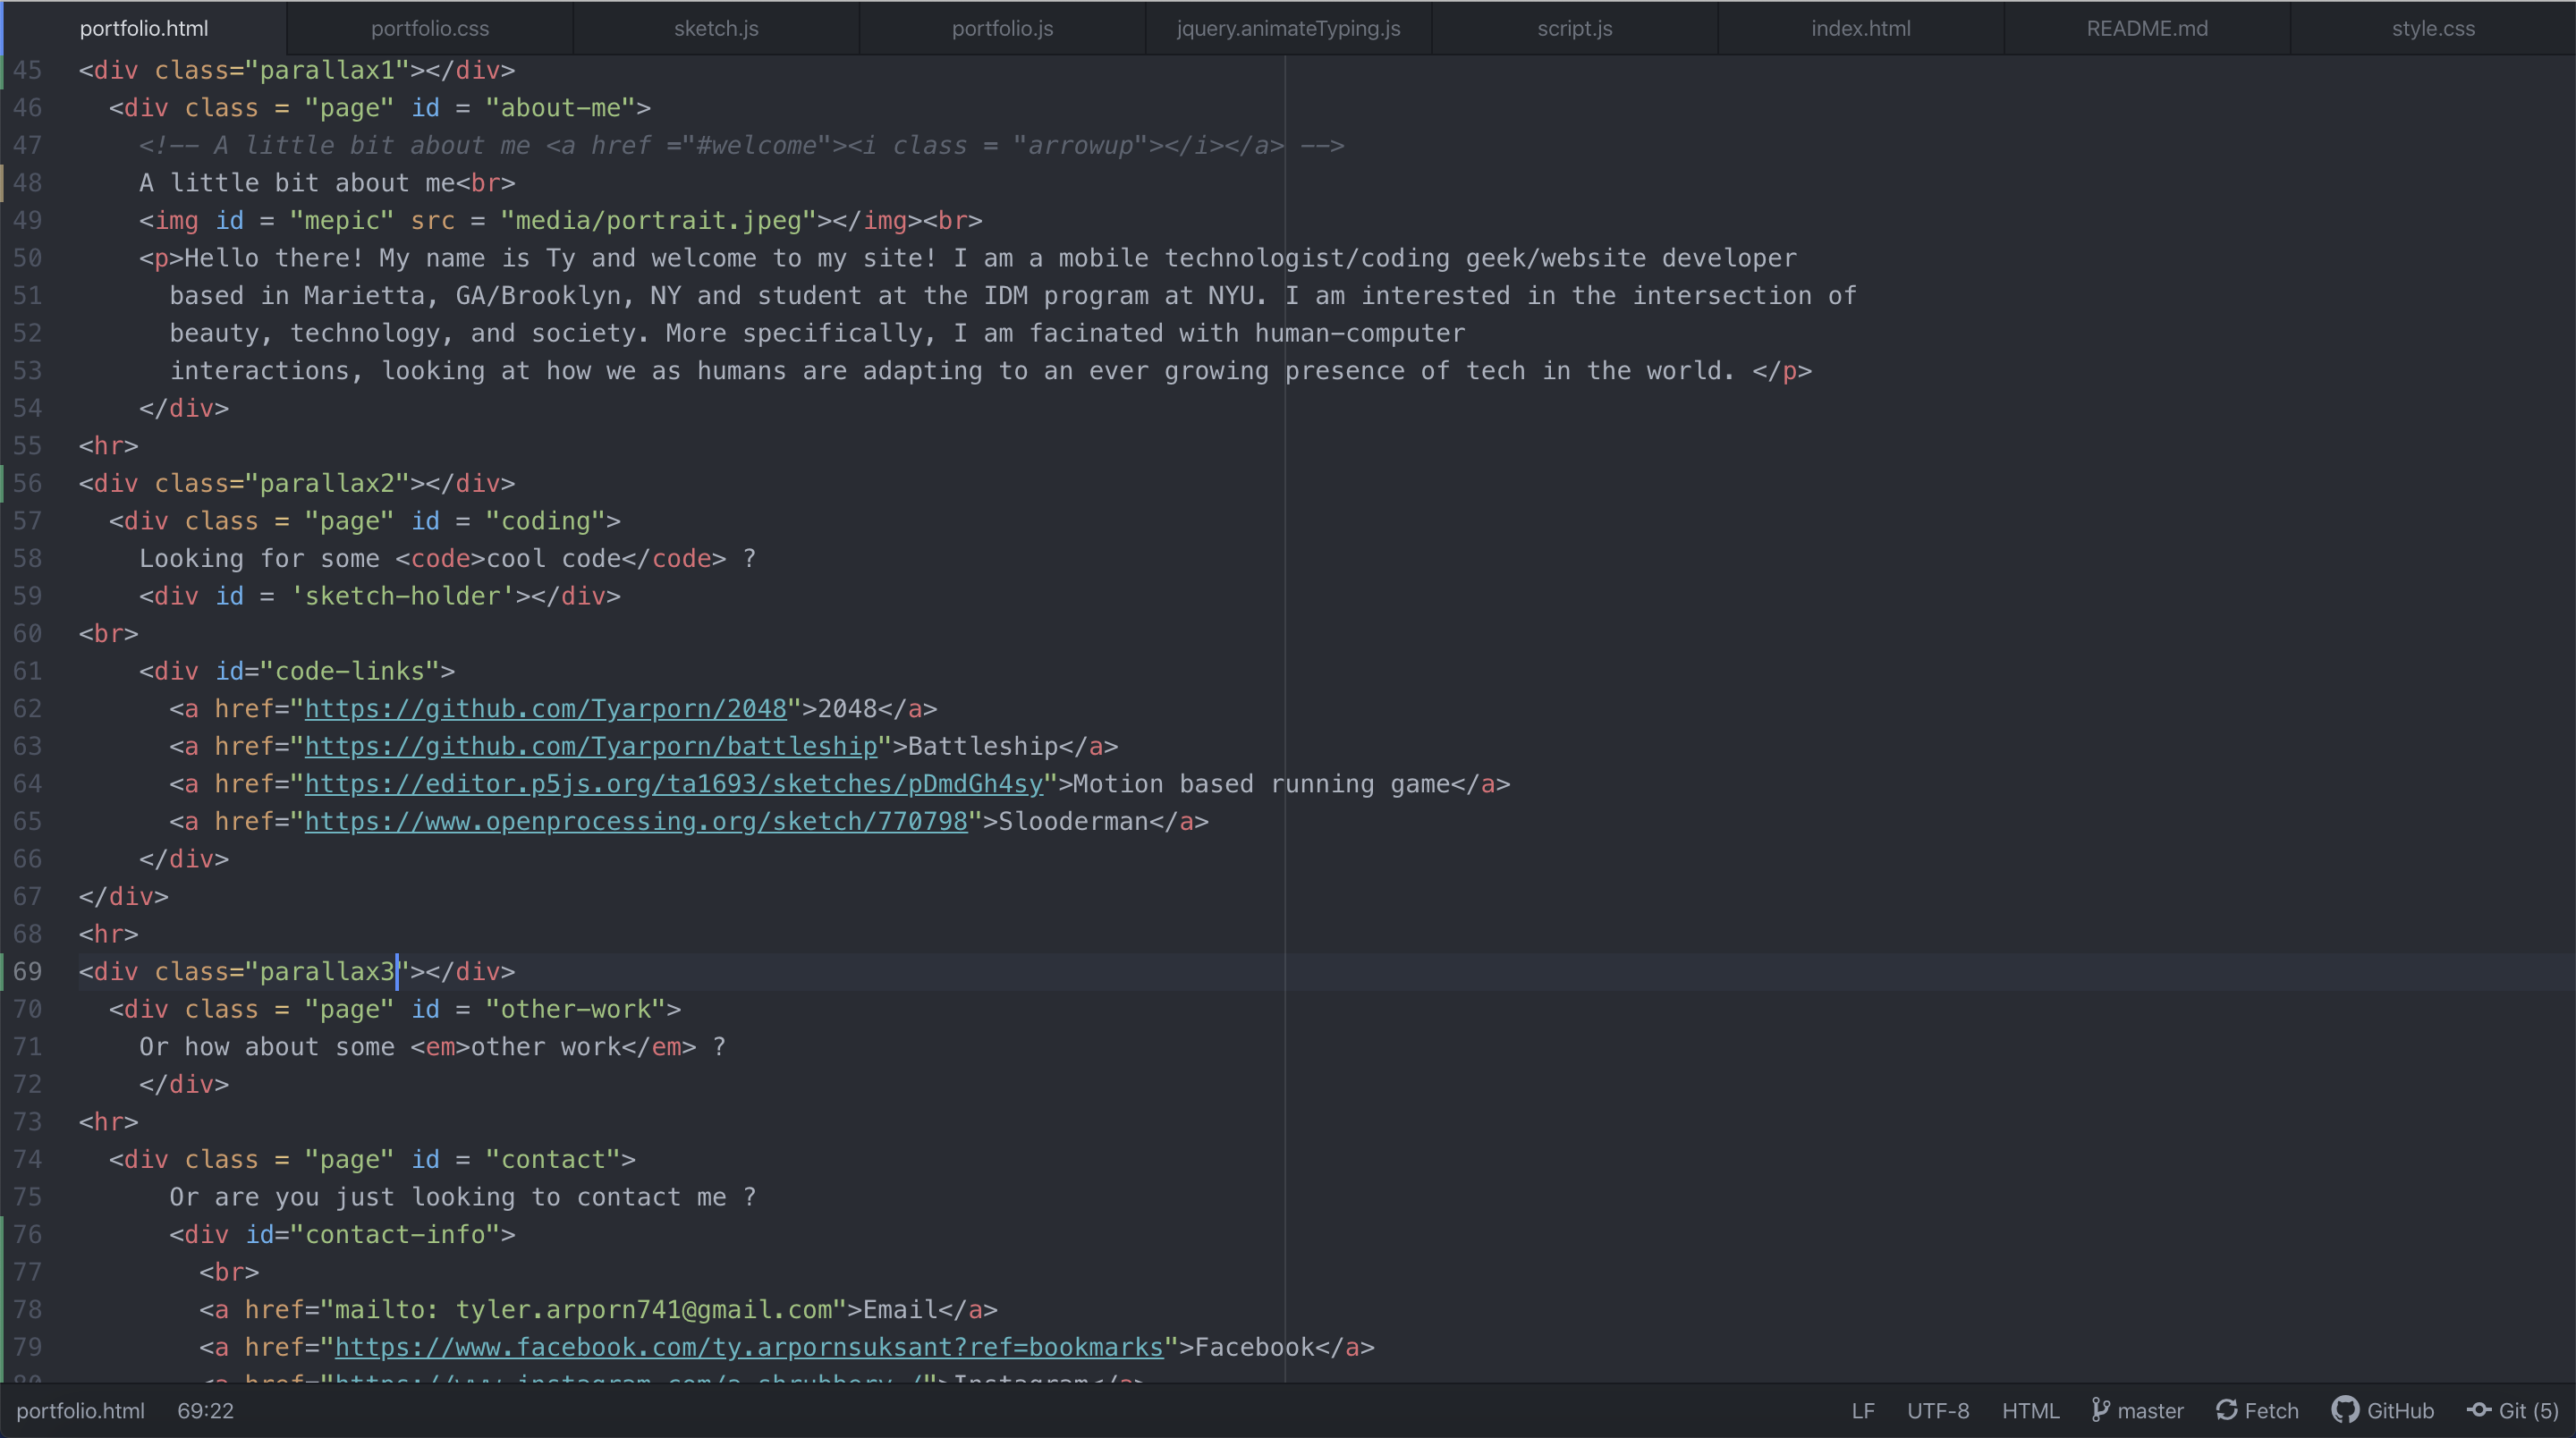 portfolio.html portfolio.css sketch.js portfolio.js jquery.animateTyping.js script.js index.html README.md style.css
45 <div class="parallax1"></div>
46 <div class = "page" id = "about-me">
47 <!-- A little bit about me <a href ="#welcome"><i class = "arrowup"></i></a> -->
48 A little bit about me<br>
49 <img id = "mepic" src = "media/portrait.jpeg"></img><br>
50 <p>Hello there! My name is Ty and welcome to my site! I am a mobile technologist/coding geek/website developer
51 based in Marietta, GA/Brooklyn, NY and student at the IDM program at NYU. I am interested in the intersection of
52 beauty, technology, and society. More specifically, I am facinated with human-computer
53 interactions, looking at how we as humans are adapting to an ever growing presence of tech in the world. </p>
54 </div>
55 <hr>
56 <div class="parallax2"></div>
57 <div class = "page" id = "coding">
58 Looking for some <code>cool code</code> ?
59 <div id = 'sketch-holder'></div>
60 <br>
61 <div id="code-links">
62 <a href="https://github.com/Tyarporn/2048">2048</a>
63 <a href="https://github.com/Tyarporn/battleship">Battleship</a>
64 <a href="https://editor.p5js.org/ta1693/sketches/pDmdGh4sy">Motion based running game</a>
65 <a href="https://www.openprocessing.org/sketch/770798">Slooderman</a>
66 </div>
67 </div>
68 <hr>
69 <div class="parallax3"></div>
70 <div class = "page" id = "other-work">
71 Or how about some <em>other work</em> ?
72 </div>
73 <hr>
74 <div class = "page" id = "contact">
75 Or are you just looking to contact me ?
76 <div id="contact-info">
77 <br>
78 <a href="mailto: tyler.arporn741@gmail.com">Email</a>
79 <a href="https://www.facebook.com/ty.arpornsuksant?ref=bookmarks">Facebook</a>
80 <a href="https://www.instagram.com/a_shrubbery_/">Instagram</a>
portfolio.html 69:22 LF UTF-8 HTML master Fetch GitHub Git (5)